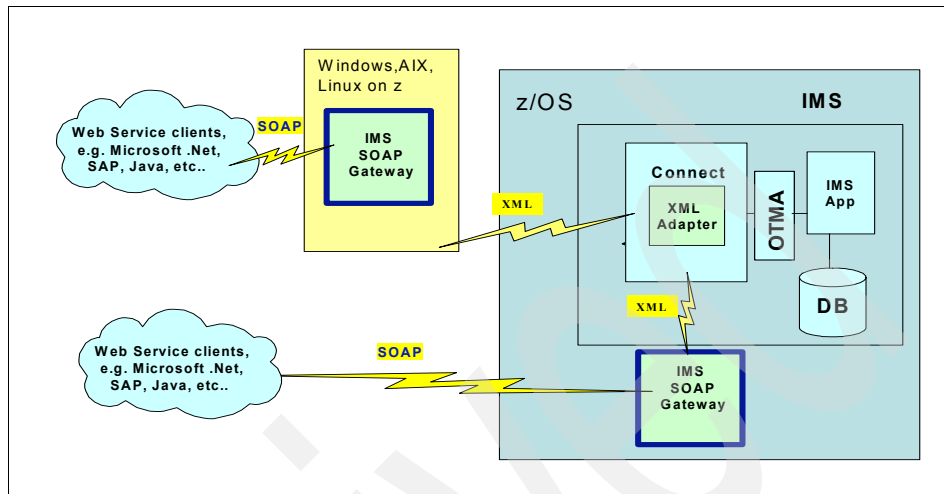 Windows,AIX,
Linux on z
IMS
SOAP
Gateway
Web Service clients,
e.g. Microsoft .Net,
SAP, Java, etc..
SOAP
XML
z/OS
IMS
Connect
XML
Adapter
OTMA
IMS
App
DB
XML
Web Service clients,
e.g. Microsoft .Net,
SAP, Java, etc..
SOAP
IMS
SOAP
Gateway